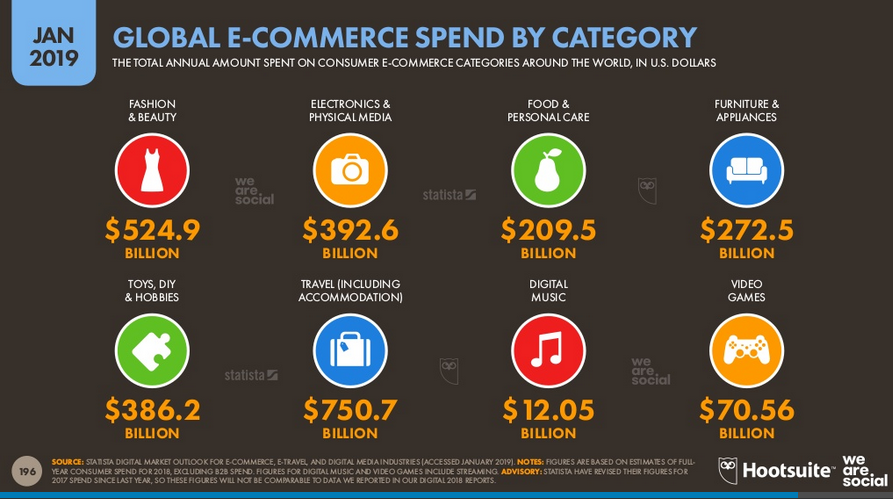 JAN
2019
GLOBAL E-COMMERCE SPEND BY CATEGORY
THE TOTAL ANNUAL AMOUNT SPENT ON CONSUMER E-COMMERCE CATEGORIES AROUND THE WORLD, IN U.S. DOLLARS
FASHION
& BEAUTY
$524.9
BILLION
ELECTRONICS &
PHYSICAL MEDIA
$392.6
BILLION
FOOD &
PERSONAL CARE
$209.5
BILLION
FURNITURE &
APPLIANCES
$272.5
BILLION
we
are.
social
statista
TOYS, DIY
& HOBBIES
$386.2
BILLION
TRAVEL (INCLUDING
ACCOMMODATION)
$750.7
BILLION
DIGITAL
MUSIC
$12.05
BILLION
VIDEO
GAMES
$70.56
BILLION
statista
we
are.
social
196
SOURCE: STATISTA DIGITAL MARKET OUTLOOK FOR E-COMMERCE, E-TRAVEL, AND DIGITAL MEDIA INDUSTRIES (ACCESSED JANUARY 2019). NOTES: FIGURES ARE BASED ON ESTIMATES OF FULL-
YEAR CONSUMER SPEND FOR 2018, EXCLUDING B2B SPEND. FIGURES FOR DIGITAL MUSIC AND VIDEO GAMES INCLUDE STREAMING. ADVISORY: STATISTA HAVE REVISED THEIR FIGURES FOR
2017 SPEND SINCE LAST YEAR, SO THESE FIGURES WILL NOT BE COMPARABLE TO DATA WE REPORTED IN OUR DIGITAL 2018 REPORTS.
Hootsuite™
we
are.
social